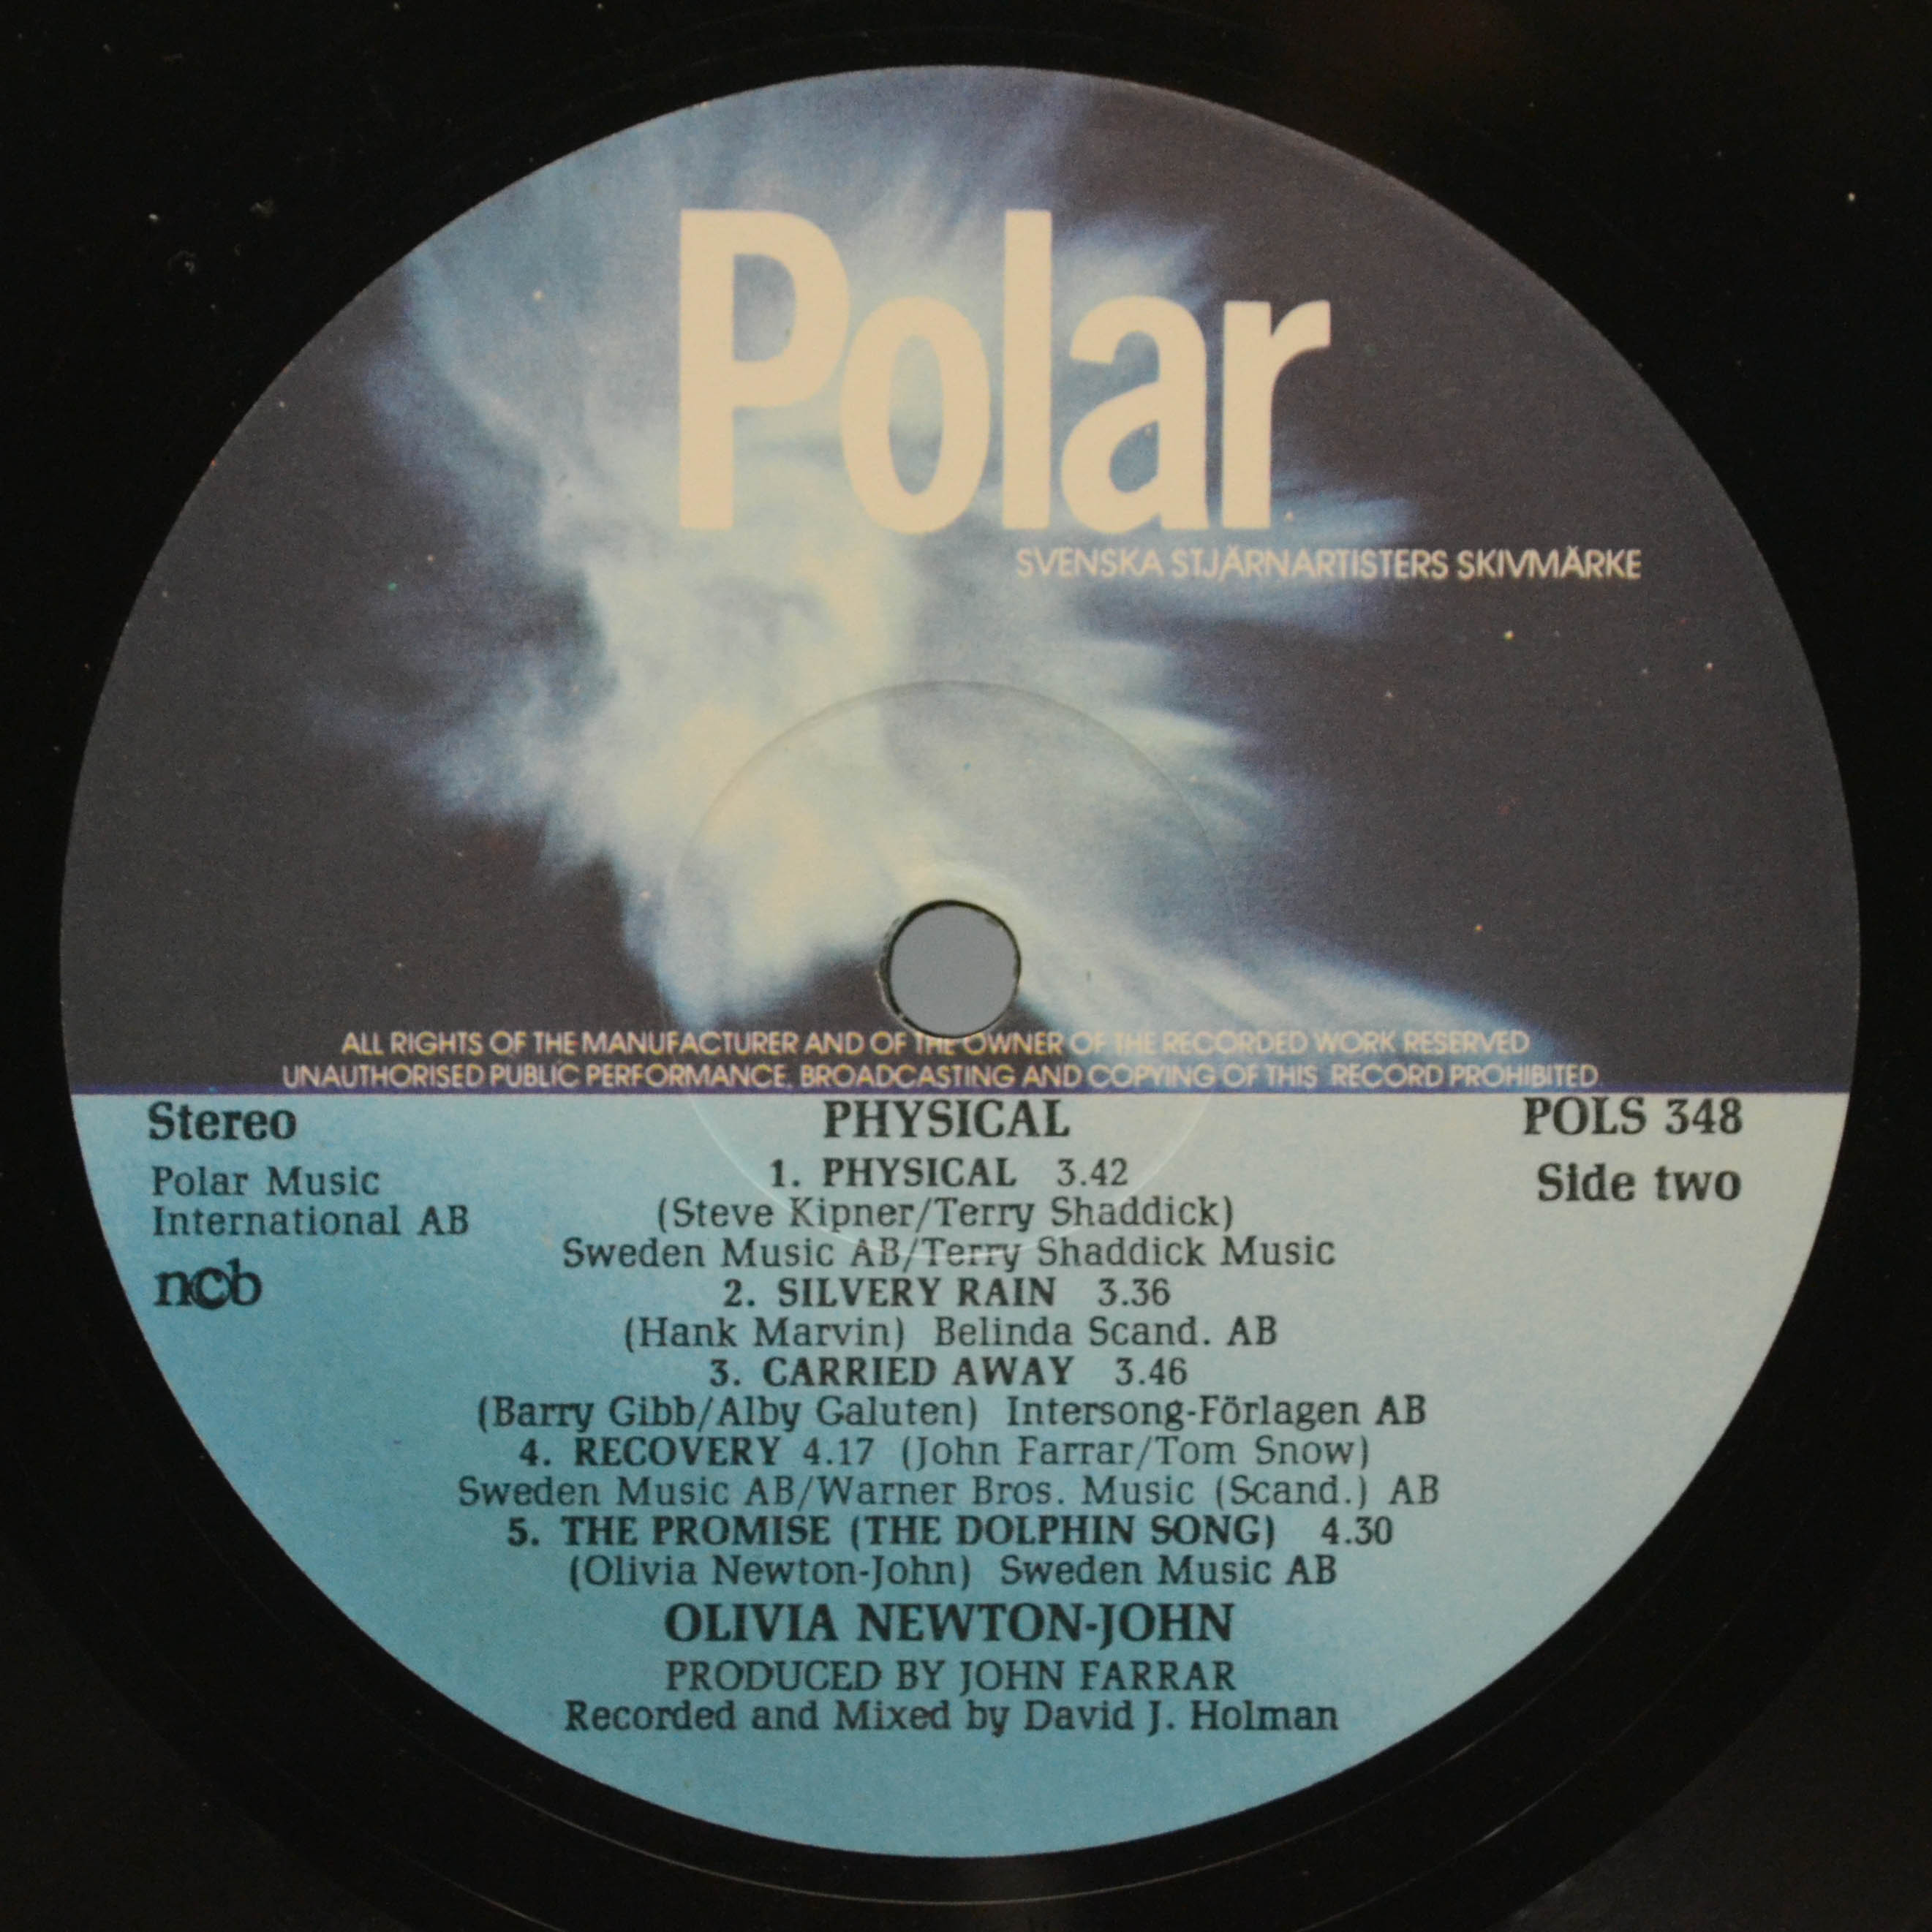 Polar
SVENSKA STJÄRNARTISTERS SKIVMÄRKE
ALL RIGHTS OF THE MANUFACTURER AND OF THE OWNER OF THE RECORDED WORK RESERVED
UNAUTHORISED PUBLIC PERFORMANCE, BROADCASTING AND COPYING OF THIS RECORD PROHIBITED.
Stereo
Polar Music
International AB
ncb
PHYSICAL
POLS 348
Side two
1. PHYSICAL 3.42
(Steve Kipner/Terry Shaddick)
Sweden Music AB/Terry Shaddick Music
2. SILVERY RAIN 3.36
(Hank Marvin) Belinda Scand. AB
3. CARRIED AWAY 3.46
(Barry Gibb/Alby Galuten) Intersong-Förlagen AB
4. RECOVERY 4.17 (John Farrar/Tom Snow)
Sweden Music AB/Warner Bros. Music (Scand.) AB
5. THE PROMISE (THE DOLPHIN SONG) 4.30
(Olivia Newton-John) Sweden Music AB
OLIVIA NEWTON-JOHN
PRODUCED BY JOHN FARRAR
Recorded and Mixed by David J. Holman